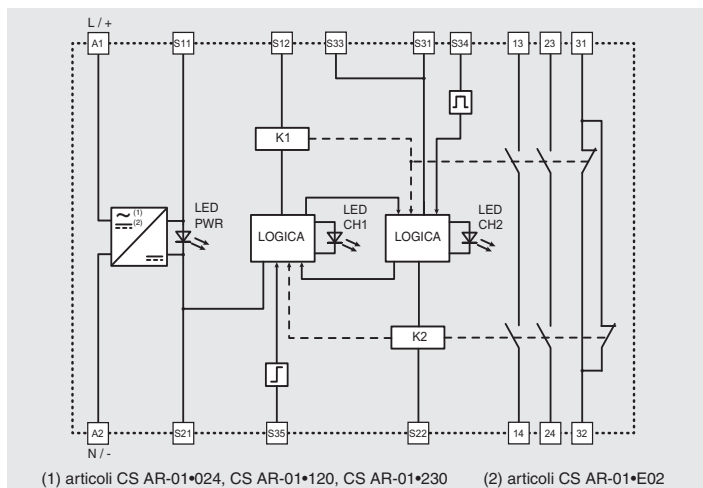 L / +
A1 S11 S12 S33 S31 S34 13 23 31
K1
(1)
(2)
LED
PWR
LOGICA
LED
CH1
LOGICA
LED
CH2
K2
A2 S21 S35 S22 14 24 32
N / -
(1) articoli CS AR-01•024, CS AR-01•120, CS AR-01•230 (2) articoli CS AR-01•E02